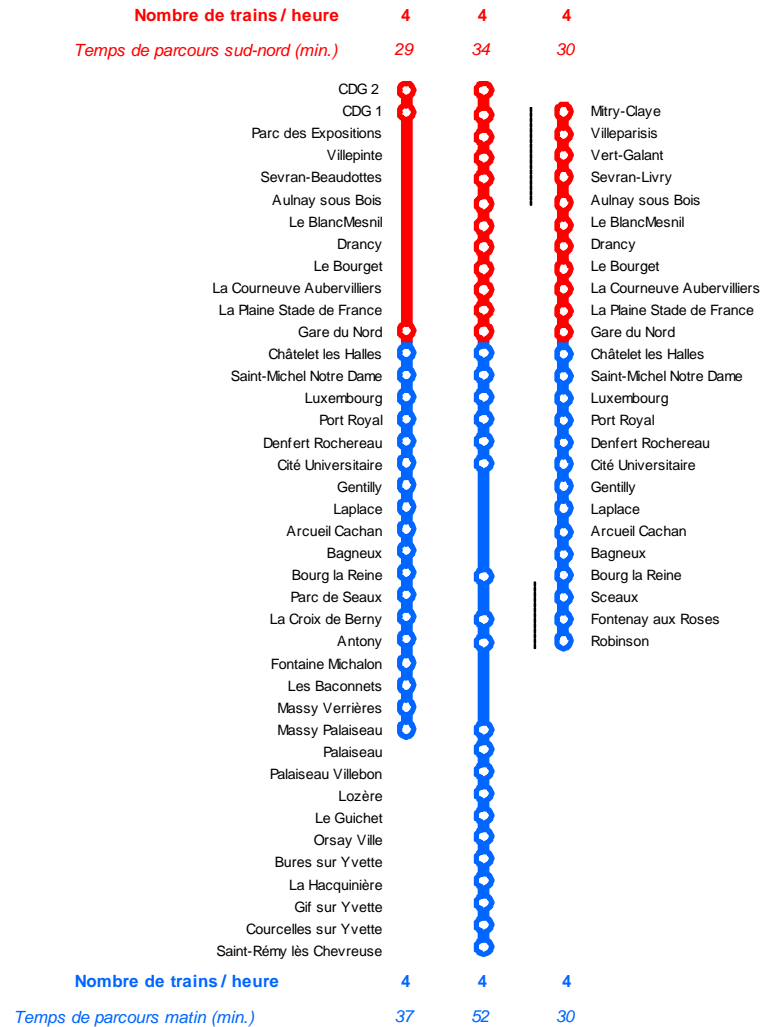 Nombre de trains / heure 4 4 4
Temps de parcours sud-nord (min.) 29 34 30
CDG 2
CDG 1 Mitry-Claye
Parc des Expositions Villeparisis
Villepinte Vert-Galant
Sevran-Beaudottes Sevran-Livry
Aulnay sous Bois Aulnay sous Bois
Le BlancMesnil Le BlancMesnil
Drancy Drancy
Le Bourget Le Bourget
La Courneuve Aubervilliers La Courneuve Aubervilliers
La Plaine Stade de France La Plaine Stade de France
Gare du Nord Gare du Nord
Châtelet les Halles Châtelet les Halles
Saint-Michel Notre Dame Saint-Michel Notre Dame
Luxembourg Luxembourg
Port Royal Port Royal
Denfert Rochereau Denfert Rochereau
Cité Universitaire Cité Universitaire
Gentilly Gentilly
Laplace Laplace
Arcueil Cachan Arcueil Cachan
Bagneux Bagneux
Bourg la Reine Bourg la Reine
Parc de Seaux Sceaux
La Croix de Berny Fontenay aux Roses
Antony Robinson
Fontaine Michalon
Les Baconnets
Massy Verrières
Massy Palaiseau
Palaiseau
Palaiseau Villebon
Lozère
Le Guichet
Orsay Ville
Bures sur Yvette
La Hacquinière
Gif sur Yvette
Courcelles sur Yvette
Saint-Rémy lès Chevreuse
Nombre de trains / heure 4 4 4
Temps de parcours matin (min.) 37 52 30